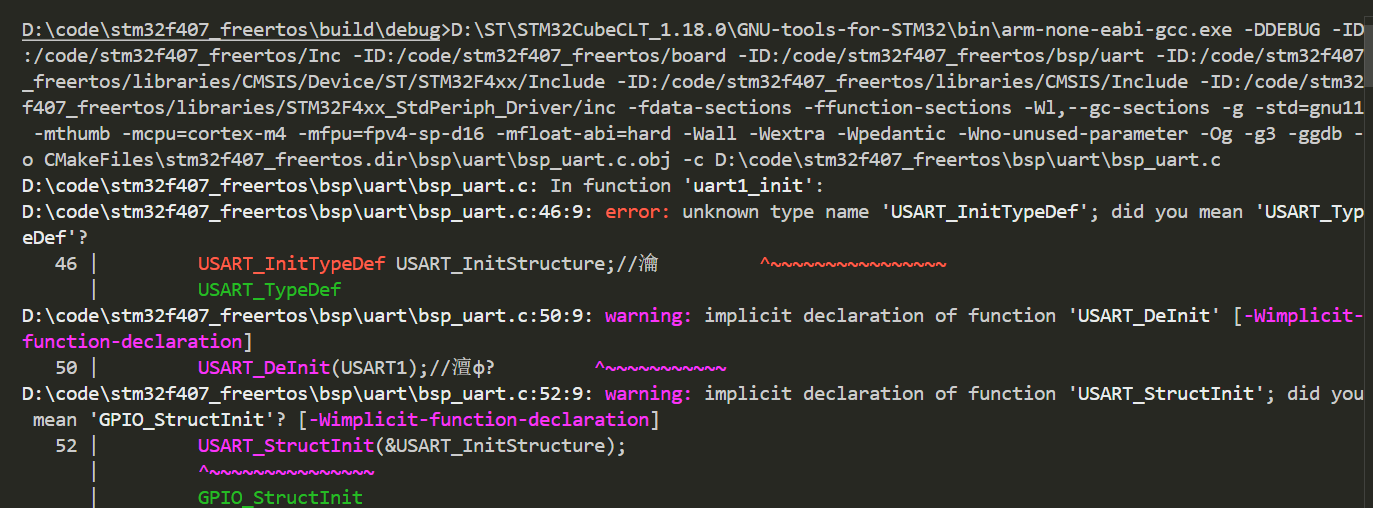 D:\code\stm32f407_freertos\build\debug>D:\ST\STM32CubeCLT_1.18.0\GNU-tools-for-STM32\bin\arm-none-eabi-gcc.exe -DDEBUG -ID
:/code/stm32f407_freertos/Inc -ID:/code/stm32f407_freertos/board -ID:/code/stm32f407_freertos/bsp/uart -ID:/code/stm32f407
_freertos/libraries/CMSIS/Device/ST/STM32F4xx/Include -ID:/code/stm32f407_freertos/libraries/CMSIS/Include -ID:/code/stm32
f407_freertos/libraries/STM32F4xx_StdPeriph_Driver/inc -fdata-sections -ffunction-sections -Wl,--gc-sections -g -std=gnu11
 -mthumb -mcpu=cortex-m4 -mfpu=fpv4-sp-d16 -mfloat-abi=hard -Wall -Wextra -Wpedantic -Wno-unused-parameter -Og -g3 -ggdb -
o CMakeFiles\stm32f407_freertos.dir\bsp\uart\bsp_uart.c.obj -c D:\code\stm32f407_freertos\bsp\uart\bsp_uart.c
D:\code\stm32f407_freertos\bsp\uart\bsp_uart.c: In function 'uart1_init':
D:\code\stm32f407_freertos\bsp\uart\bsp_uart.c:46:9: error: unknown type name 'USART_InitTypeDef'; did you mean 'USART_Typ
eDef'?
   46 |         USART_InitTypeDef USART_InitStructure;//瀹         ^~~~~~~~~~~~~~~~~
      |         USART_TypeDef
D:\code\stm32f407_freertos\bsp\uart\bsp_uart.c:50:9: warning: implicit declaration of function 'USART_DeInit' [-Wimplicit-
function-declaration]
   50 |         USART_DeInit(USART1);//澶ф?         ^~~~~~~~~~~~
D:\code\stm32f407_freertos\bsp\uart\bsp_uart.c:52:9: warning: implicit declaration of function 'USART_StructInit'; did you
 mean 'GPIO_StructInit'? [-Wimplicit-function-declaration]
   52 |         USART_StructInit(&USART_InitStructure);
      |         ^~~~~~~~~~~~~~~~
      |         GPIO_StructInit